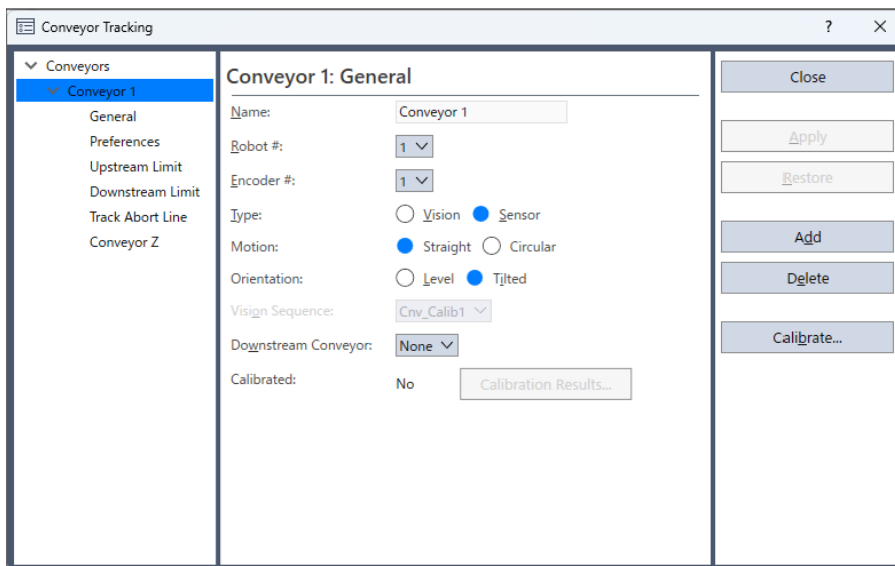 Conveyor Tracking
?
Conveyors
Conveyor 1
General
Preferences
Upstream Limit
Downstream Limit
Track Abort Line
Conveyor Z
Conveyor 1: General
Name: Conveyor 1
Robot #: 1
Encoder #: 1
Type: Vision Sensor
Motion: Straight Circular
Orientation: Level Tilted
Vision Sequence: Cnv_Calib1
Downstream Conveyor: None
Calibrated: No Calibration Results...
Close
Apply
Restore
Add
Delete
Calibrate...